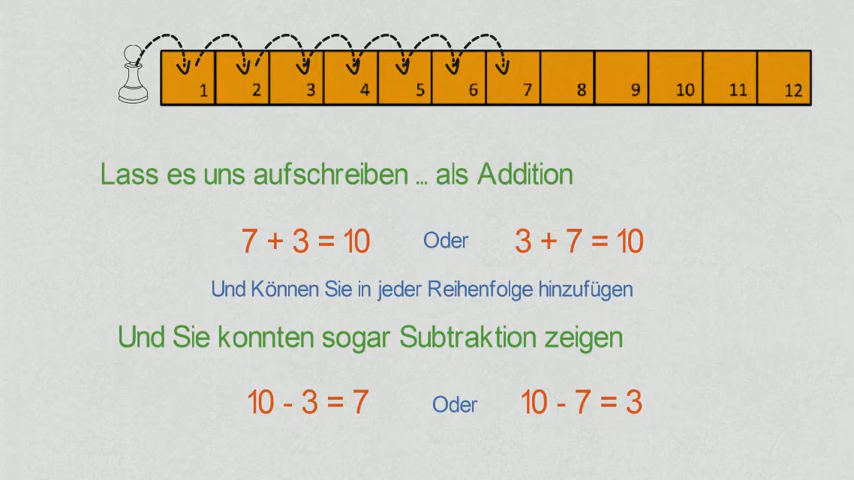 1 2 3 4 5 6 7 8 9 10 11 12
Lass es uns aufschreiben ... als Addition
7 + 3 = 10 Oder 3 + 7 = 10
Und Können Sie in jeder Reihenfolge hinzufügen
Und Sie konnten sogar Subtraktion zeigen
10 - 3 = 7 Oder 10 - 7 = 3